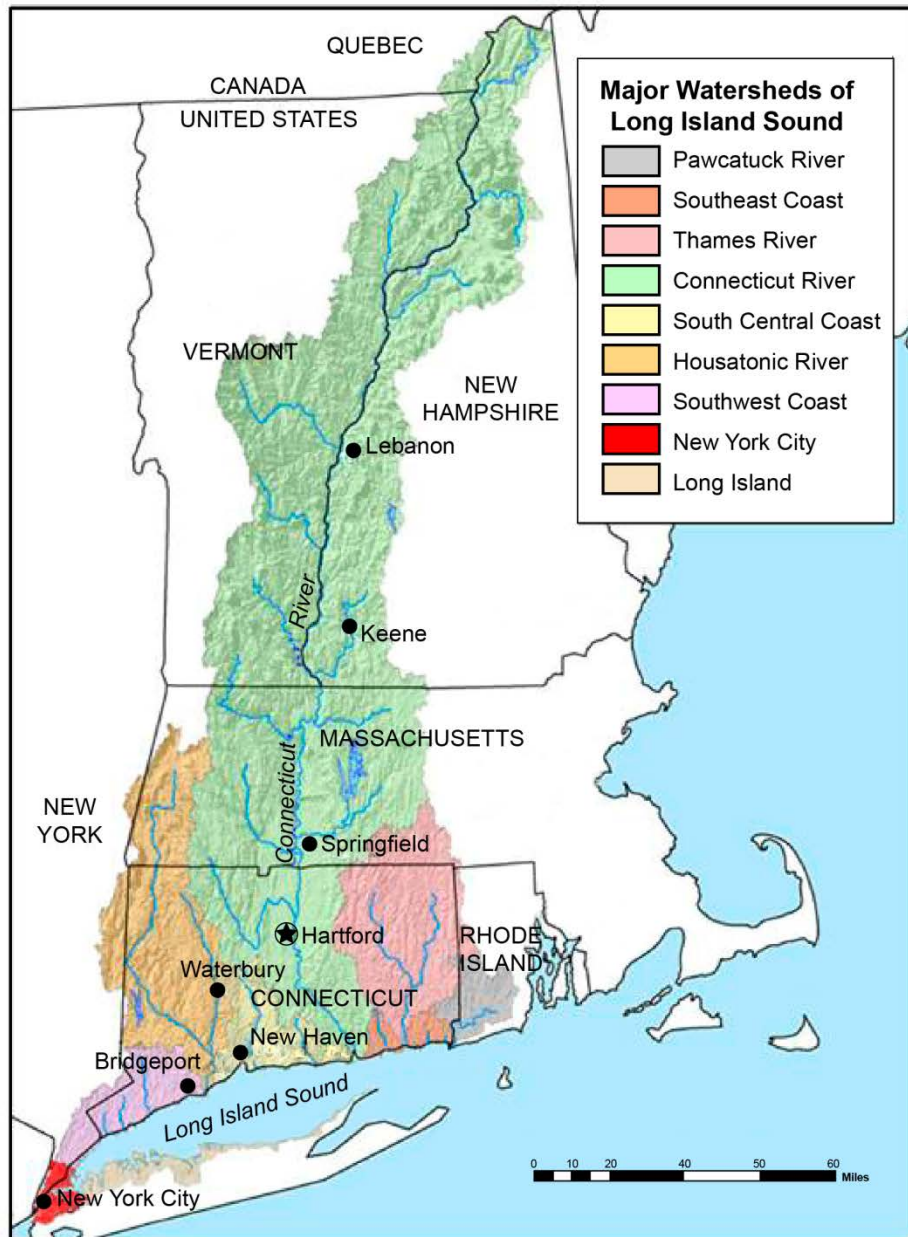 QUEBEC
CANADA
UNITED STATES
Major Watersheds of
Long Island Sound
Pawcatuck River
Southeast Coast
Thames River
Connecticut River
South Central Coast
Housatonic River
Southwest Coast
New York City
Long Island
VERMONT
NEW
HAMPSHIRE
Lebanon
River
Keene
MASSACHUSETTS
Connecticut
NEW
YORK
Springfield
Hartford
RHODE
ISLAND
Waterbury
CONNECTICUT
New Haven
Bridgeport
Long Island Sound
New York City
0 5 10 20 40 50 60
Miles